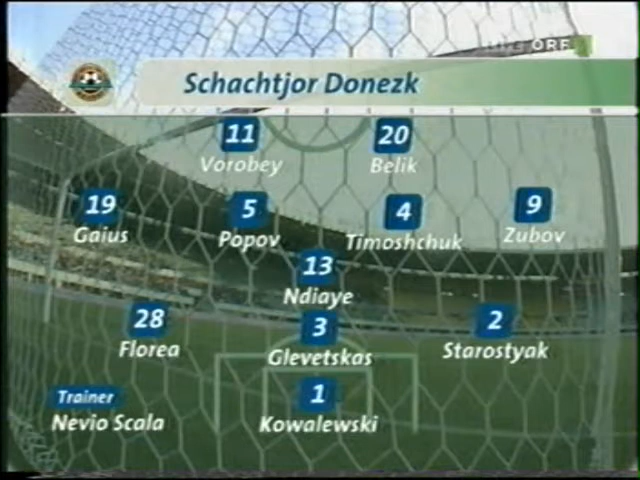 ORF
Schachtjor Donezk
11
20
Vorobey
Belik
19
5
4
9
Gaius
Popov
Timoshchuk
Zubov
13
Ndiaye
28
3
2
Florea
Glevetskas
Starostyak
Trainer
1
Nevio Scala
Kowalewski